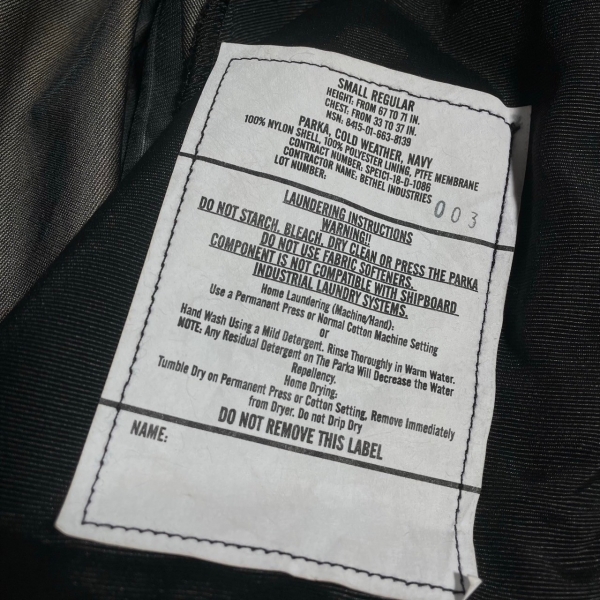 SMALL REGULAR
HEIGHT: FROM 67 TO 71 IN.
CHEST: FROM 33 TO 37 IN.
NSN: 8415-01-663-8139
PARKA, COLD WEATHER, NAVY
100% NYLON SHELL, 100% POLYESTER LINING, PTFE MEMBRANE
CONTRACT NUMBER: SPE1C1-18-D-1086
CONTRACTOR NAME: BETHEL INDUSTRIES
LOT NUMBER: 003
LAUNDERING INSTRUCTIONS
WARNING!!
DO NOT STARCH, BLEACH, DRY CLEAN OR PRESS THE PARKA
DO NOT USE FABRIC SOFTENERS.
COMPONENT IS NOT COMPATIBLE WITH SHIPBOARD
INDUSTRIAL LAUNDRY SYSTEMS.
Home Laundering (Machine/Hand):
Use a Permanent Press or Normal Cotton Machine Setting
or
Hand Wash Using a Mild Detergent. Rinse Thoroughly in Warm Water.
NOTE: Any Residual Detergent on The Parka Will Decrease the Water
Repellency.
Home Drying:
Tumble Dry on Permanent Press or Cotton Setting, Remove Immediately
from Dryer. Do not Drip Dry
DO NOT REMOVE THIS LABEL
NAME: